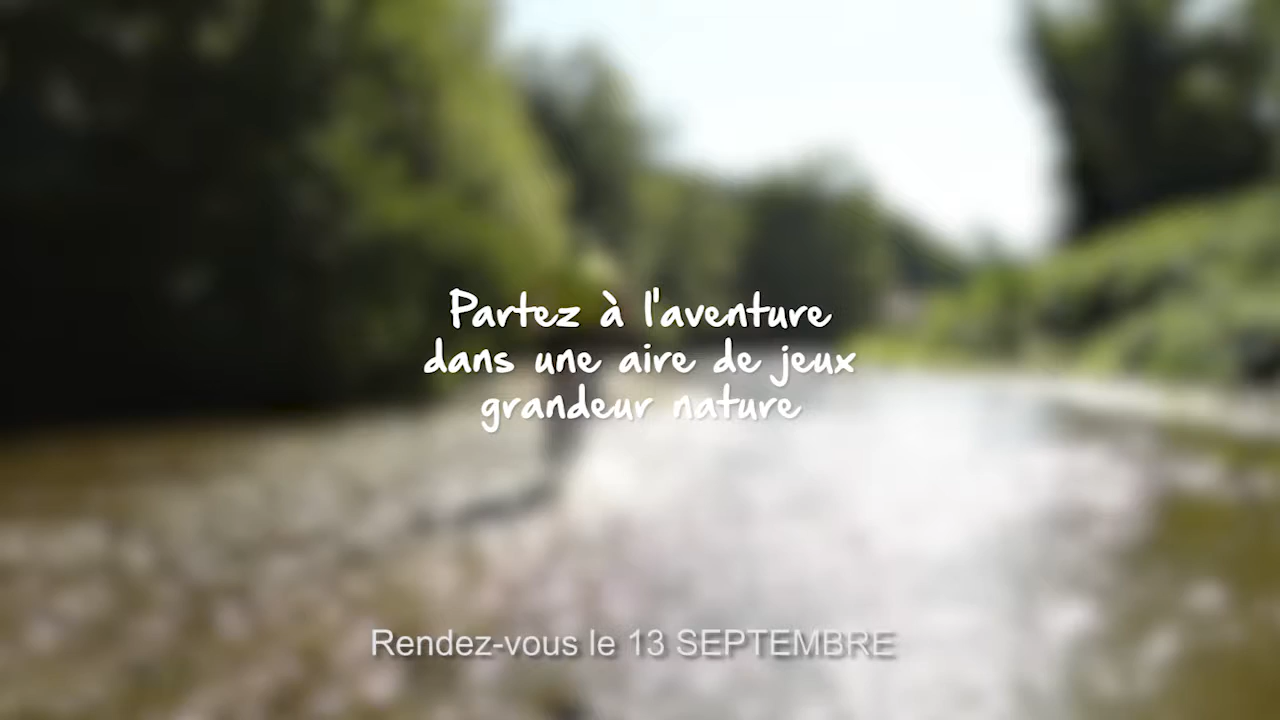 Partez à l'aventure
dans une aire de jeux
grandeur nature
Rendez-vous le 13 SEPTEMBRE